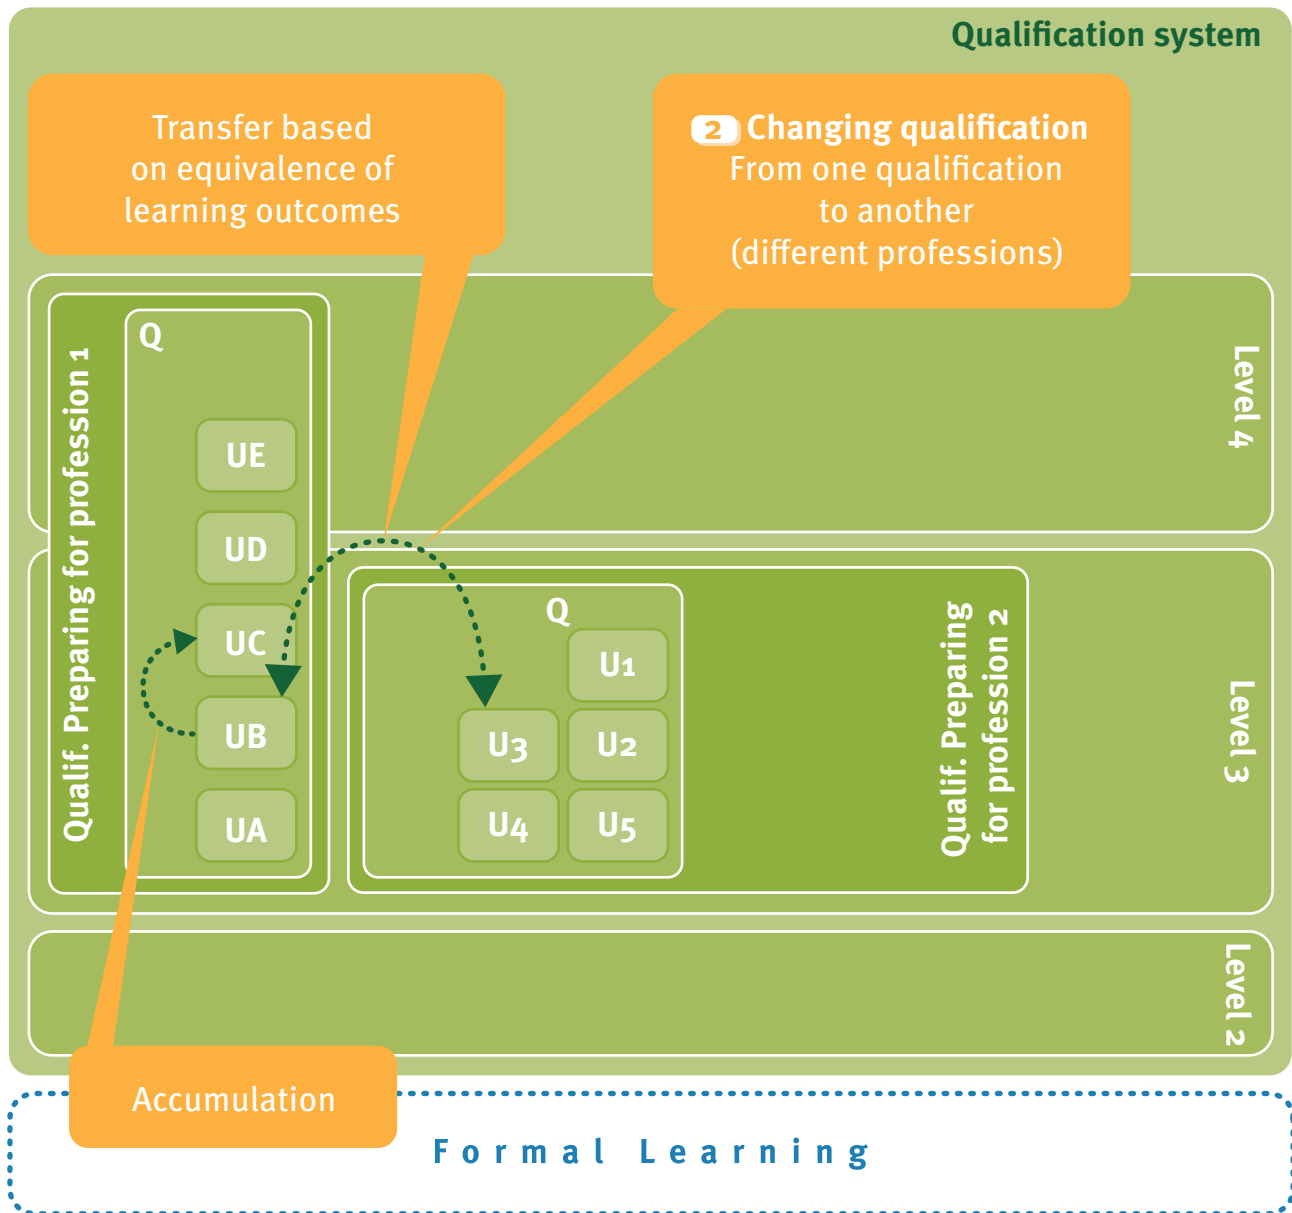 Qualification system
Transfer based
on equivalence of
learning outcomes
2 Changing qualification
From one qualification
to another
(different professions)
Level 4
Qualif. Preparing for profession 1
Q
UE
UD
UC
UB
UA
Q
U1
U3
U2
U4
U5
Qualif. Preparing
for profession 2
Level 3
Level 2
Accumulation
Formal Learning